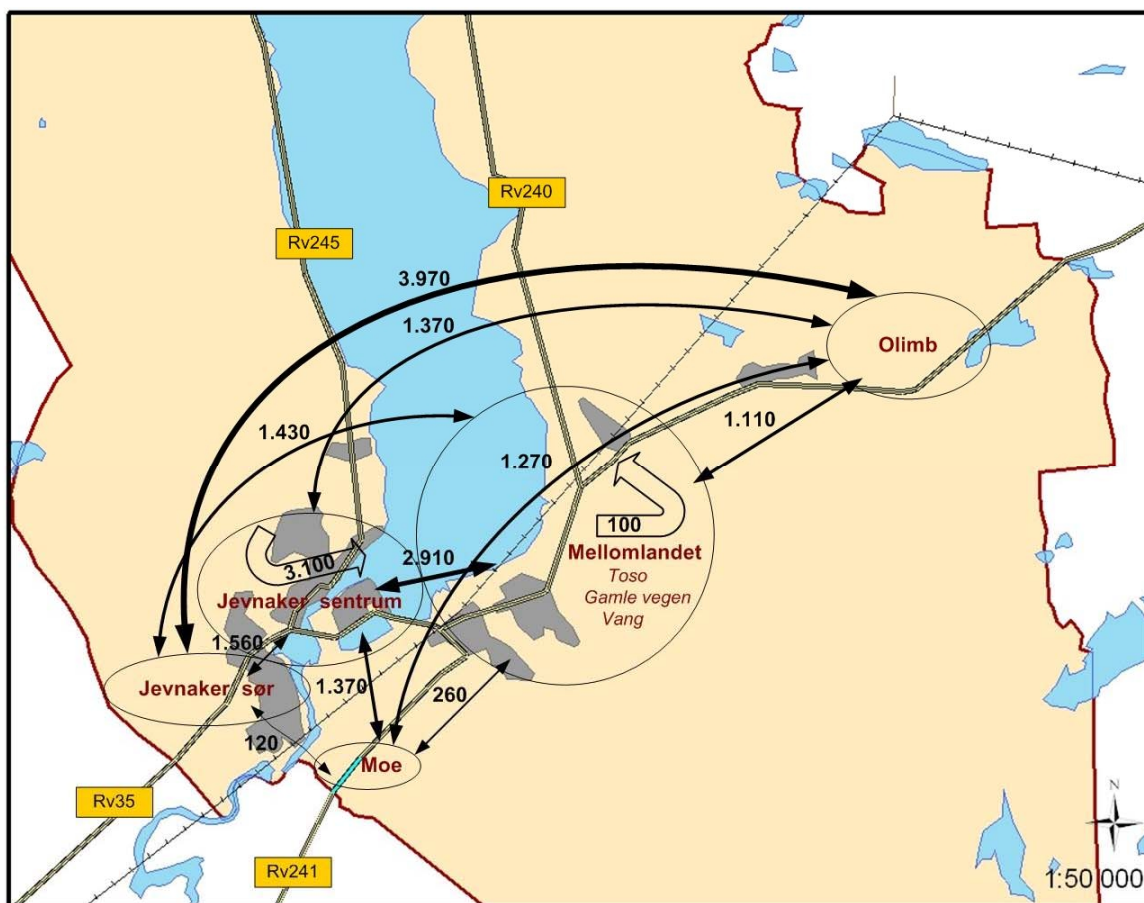 Rv240
Rv245
3.970
1.370
Olimb
1.430
1.110
1.270
100
Mellomlandet
Toso
Gamle vegen
Vang
2.910
3.100
Jevnaker sentrum
1.560
Jevnaker sør
1.370
260
120
Moe
Rv35
Rv241
N
1:50 000